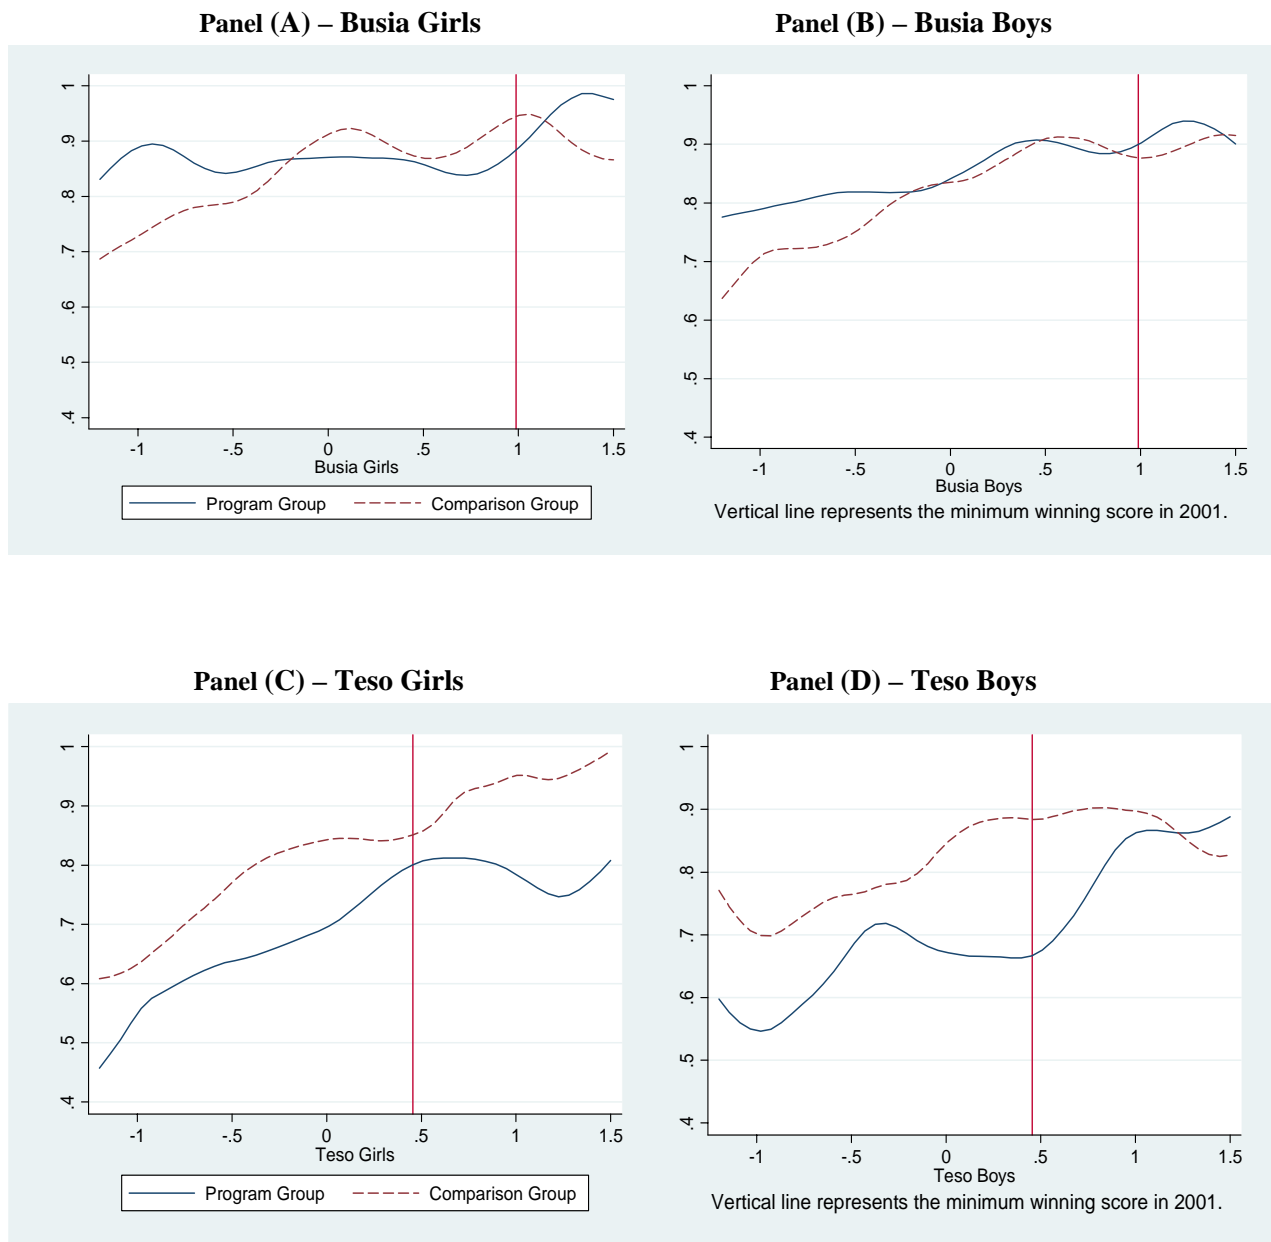 Panel (A) – Busia Girls
Panel (B) – Busia Boys
1
.9
.8
.7
.6
.5
.4
-1 -.5 0 .5 1 1.5
Busia Girls
Program Group Comparison Group
1
.9
.8
.7
.6
.5
.4
-1 -.5 0 .5 1 1.5
Busia Boys
Vertical line represents the minimum winning score in 2001.
Panel (C) – Teso Girls
Panel (D) – Teso Boys
1
.9
.8
.7
.6
.5
.4
-1 -.5 0 .5 1 1.5
Teso Girls
Program Group Comparison Group
1
.9
.8
.7
.6
.5
.4
-1 -.5 0 .5 1 1.5
Teso Boys
Vertical line represents the minimum winning score in 2001.